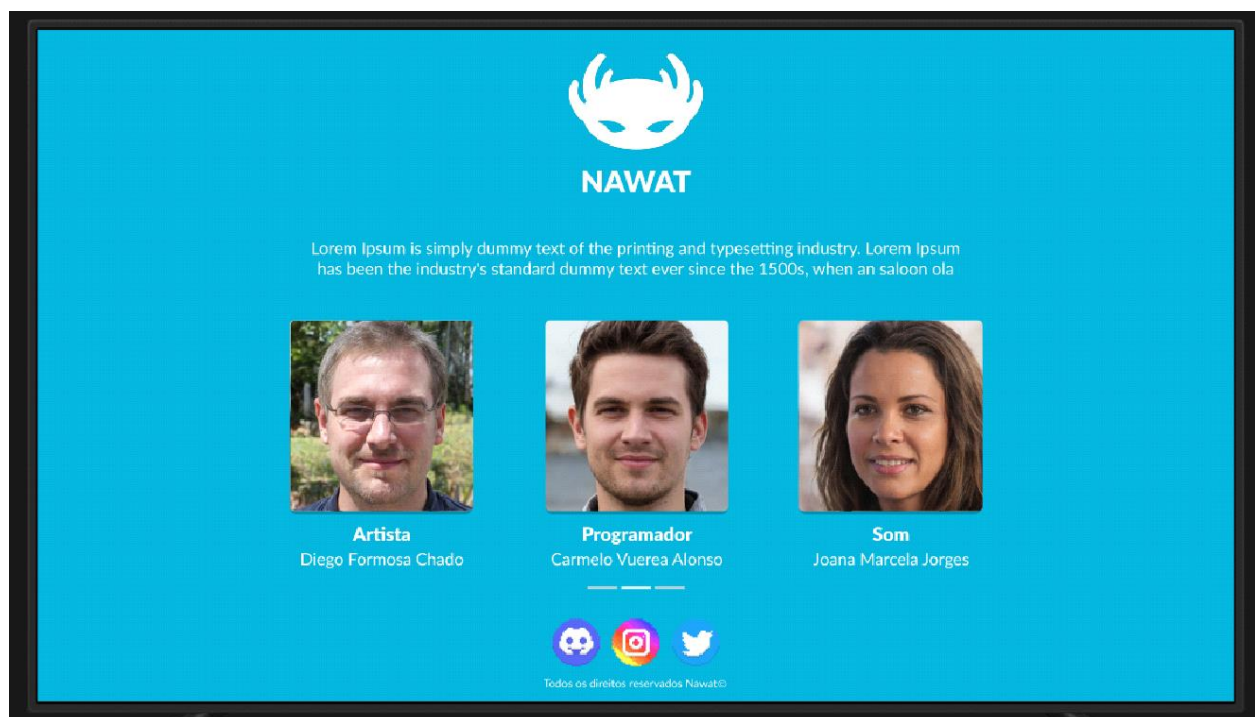 NAWAT
Lorem Ipsum is simply dummy text of the printing and typesetting industry. Lorem Ipsum
has been the industry's standard dummy text ever since the 1500s, when an saloon ola
Artista
Programador
Som
Diego Formosa Chado
Carmelo Vuerea Alonso
Joana Marcela Jorges
Todos os direitos reservados Nawat©